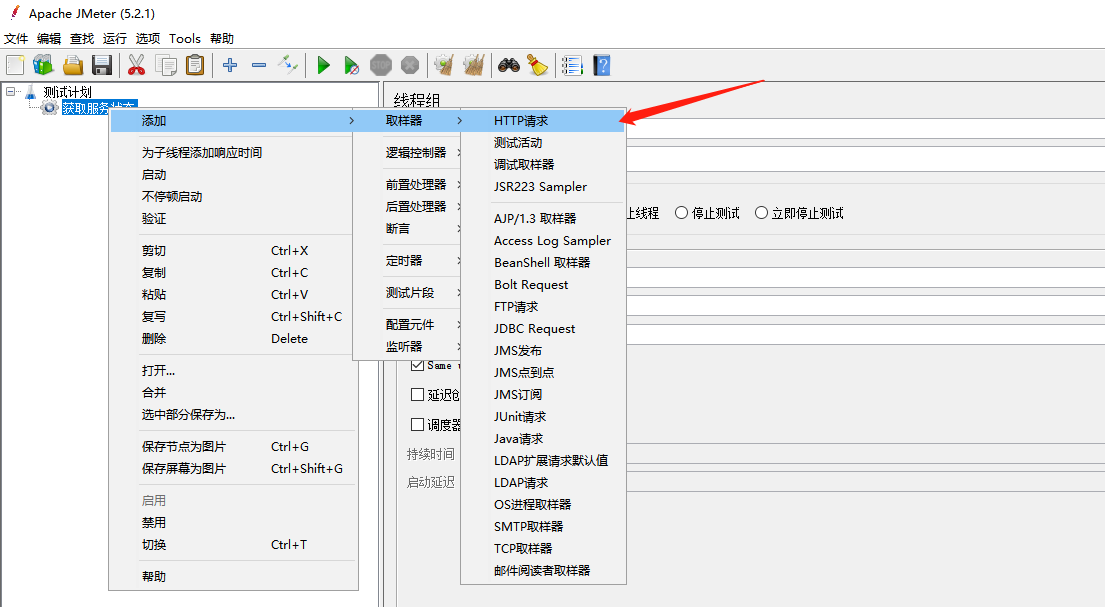 Apache JMeter (5.2.1)
文件 编辑 查找 运行 选项 Tools 帮助
STOP
测试计划
获取服务状态
线程组
添加
为子线程添加响应时间
启动
不停顿启动
验证
剪切 Ctrl+X
复制 Ctrl+C
粘贴 Ctrl+V
复写 Ctrl+Shift+C
删除 Delete
打开...
合并
选中部分保存为...
保存节点为图片 Ctrl+G
保存屏幕为图片 Ctrl+Shift+G
启用
禁用
切换 Ctrl+T
帮助
取样器
逻辑控制器
前置处理器
后置处理器
断言
定时器
测试片段
配置元件
监听器
HTTP请求
测试活动
调试取样器
JSR223 Sampler
AJP/1.3 取样器
Access Log Sampler
BeanShell 取样器
Bolt Request
FTP请求
JDBC Request
JMS发布
JMS点到点
JMS订阅
JUnit请求
Java请求
LDAP扩展请求默认值
LDAP请求
OS进程取样器
SMTP取样器
TCP取样器
邮件阅读者取样器
止线程 停止测试 立即停止测试
Same
延迟创
调度器
持续时间
启动延迟